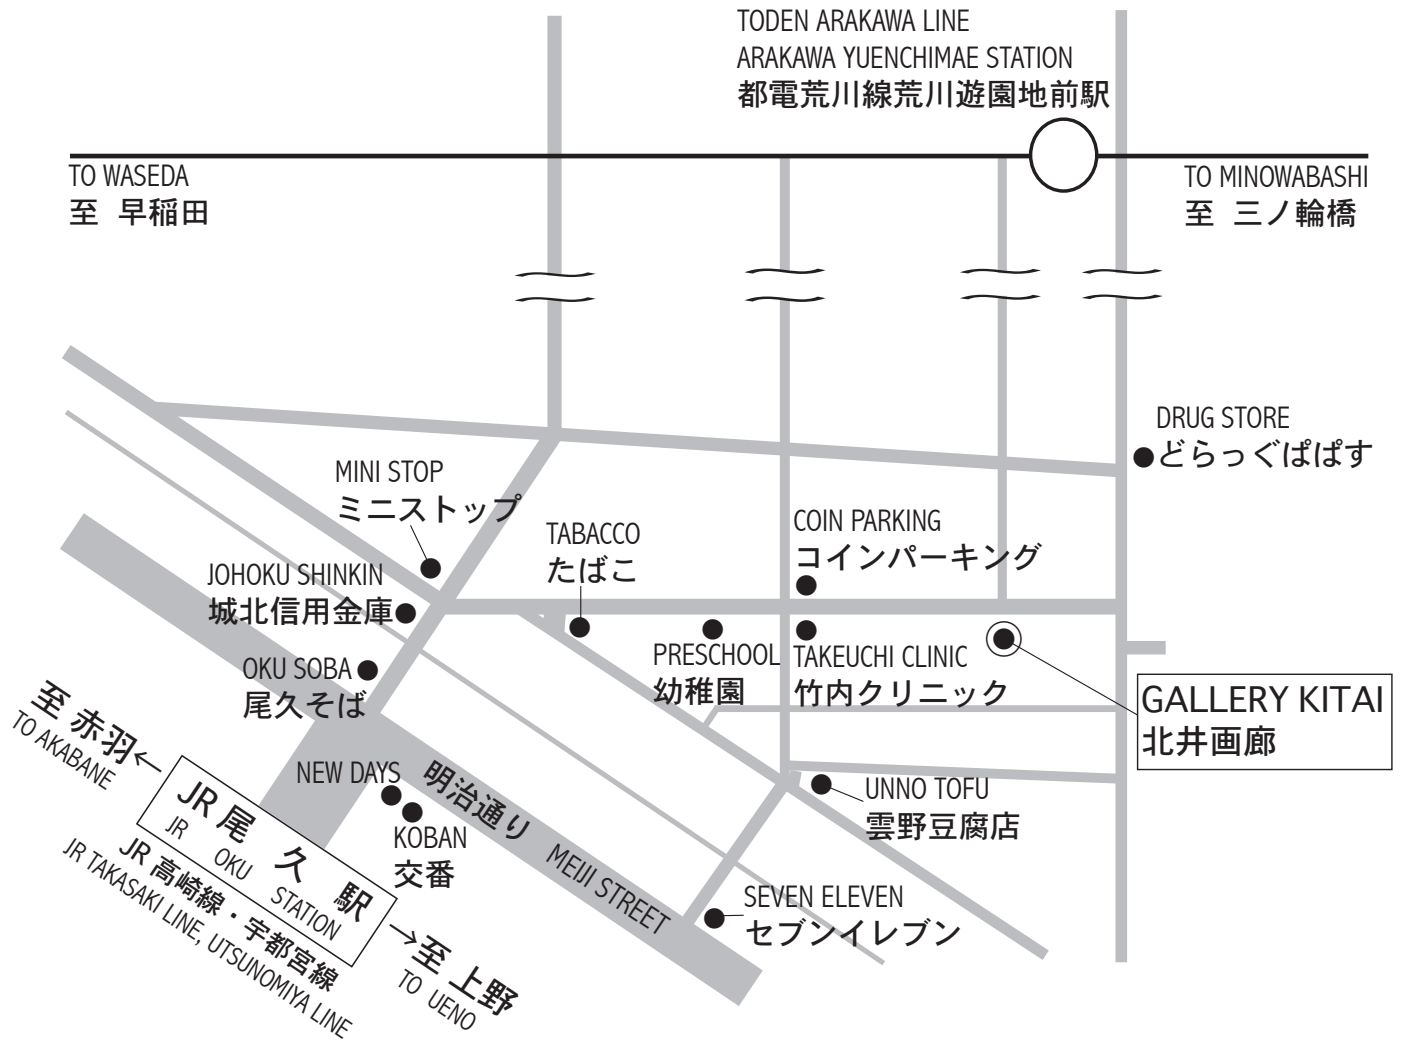 TODEN ARAKAWA LINE
ARAKAWA YUENCHIMAE STATION
都電荒川線荒川遊園地前駅
TO WASEDA
至 早稲田
TO MINOWABASHI
至 三ノ輪橋
DRUG STORE
どらっぐぱぱす
MINI STOP
ミニストップ
TABACCO
たばこ
COIN PARKING
コインパーキング
JOHOKU SHINKIN
城北信用金庫
OKU SOBA
尾久そば
PRESCHOOL
幼稚園
TAKEUCHI CLINIC
竹内クリニック
GALLERY KITAI
北井画廊
至 赤羽←
TO AKABANE
NEW DAYS
KOBAN
交番
明治通り MEIJI STREET
UNNO TOFU
雲野豆腐店
SEVEN ELEVEN
セブンイレブン
JR 尾 久 駅
JR OKU STATION
JR 高崎線・宇都宮線
JR TAKASAKI LINE, UTSUNOMIYA LINE
→至 上野
TO UENO